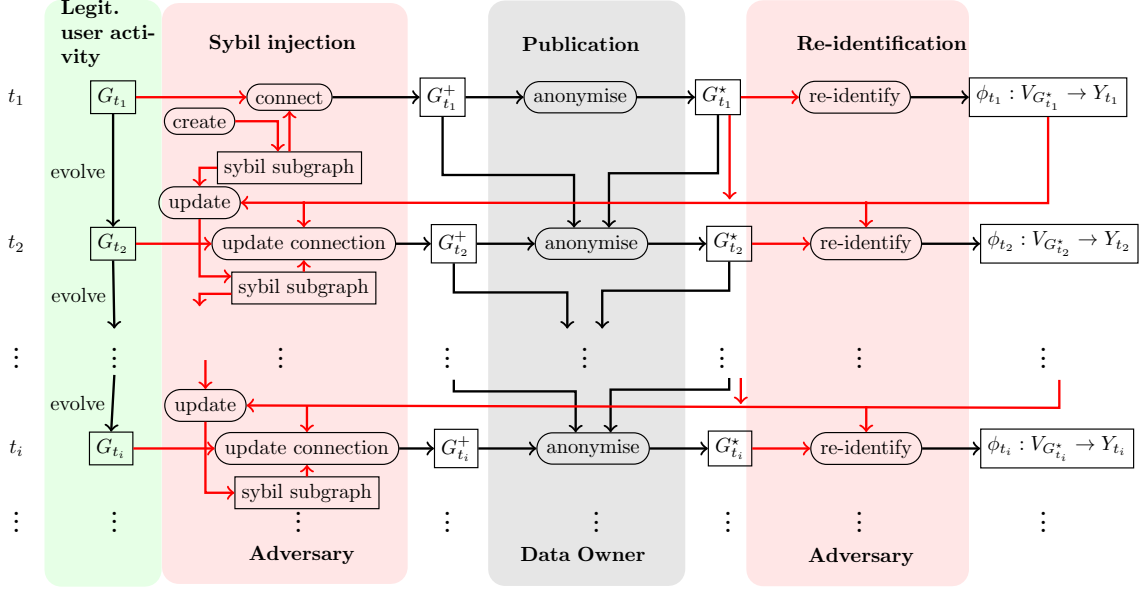 Legit.
user acti-
vity
Sybil injection
Publication
Re-identification
t₁
G_{t₁}
connect
G⁺_{t₁}
anonymise
G⋆_{t₁}
re-identify
ϕ_{t₁} : V_{G⋆_{t₁}} → Y_{t₁}
create
evolve
sybil subgraph
update
t₂
G_{t₂}
update connection
G⁺_{t₂}
anonymise
G⋆_{t₂}
re-identify
ϕ_{t₂} : V_{G⋆_{t₂}} → Y_{t₂}
evolve
sybil subgraph
⋮ ⋮ ⋮ ⋮ ⋮ ⋮ ⋮ ⋮
evolve
update
t_i
G_{t_i}
update connection
G⁺_{t_i}
anonymise
G⋆_{t_i}
re-identify
ϕ_{t_i} : V_{G⋆_{t_i}} → Y_{t_i}
sybil subgraph
⋮ ⋮ ⋮ ⋮ ⋮ ⋮ ⋮ ⋮
Adversary
Data Owner
Adversary